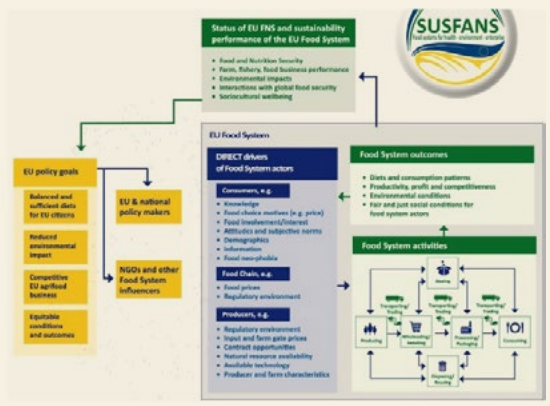 SUSFANS
Food systems for health • environment • enterprise
Status of EU FNS and sustainability
performance of the EU Food System
• Food and Nutrition Security
• Farm, fishery, food business performance
• Environmental impacts
• Interactions with global food security
• Sociocultural wellbeing
EU policy goals
Balanced and
sufficient diets
for EU citizens
Reduced
environmental
impact
Competitive
EU agrifood
business
Equitable
conditions
and outcomes
EU & national
policy makers
NGOs and other
Food System
influencers
EU Food System
DIRECT drivers
of Food System actors
Consumers, e.g.
• Knowledge
• Food choice motives (e.g. price)
• Food involvement/interest
• Attitudes and subjective norms
• Demographics
• Information
• Food neophobia
Food Chain, e.g.
• Food prices
• Regulatory environment
Producers, e.g.
• Regulatory environment
• Input and farm gate prices
• Contract opportunities
• Natural resource availability
• Available technology
• Producer and farm characteristics
Food System outcomes
• Diets and consumption patterns
• Productivity, profit and competitiveness
• Environmental conditions
• Fair and just social conditions for
food system actors
Food System activities
Storing
Transporting/
Trading
Transporting/
Trading
Transporting/
Trading
Producing
Wholesaling/
Retailing
Processing/
Packaging
Consuming
Disposing/
Reusing